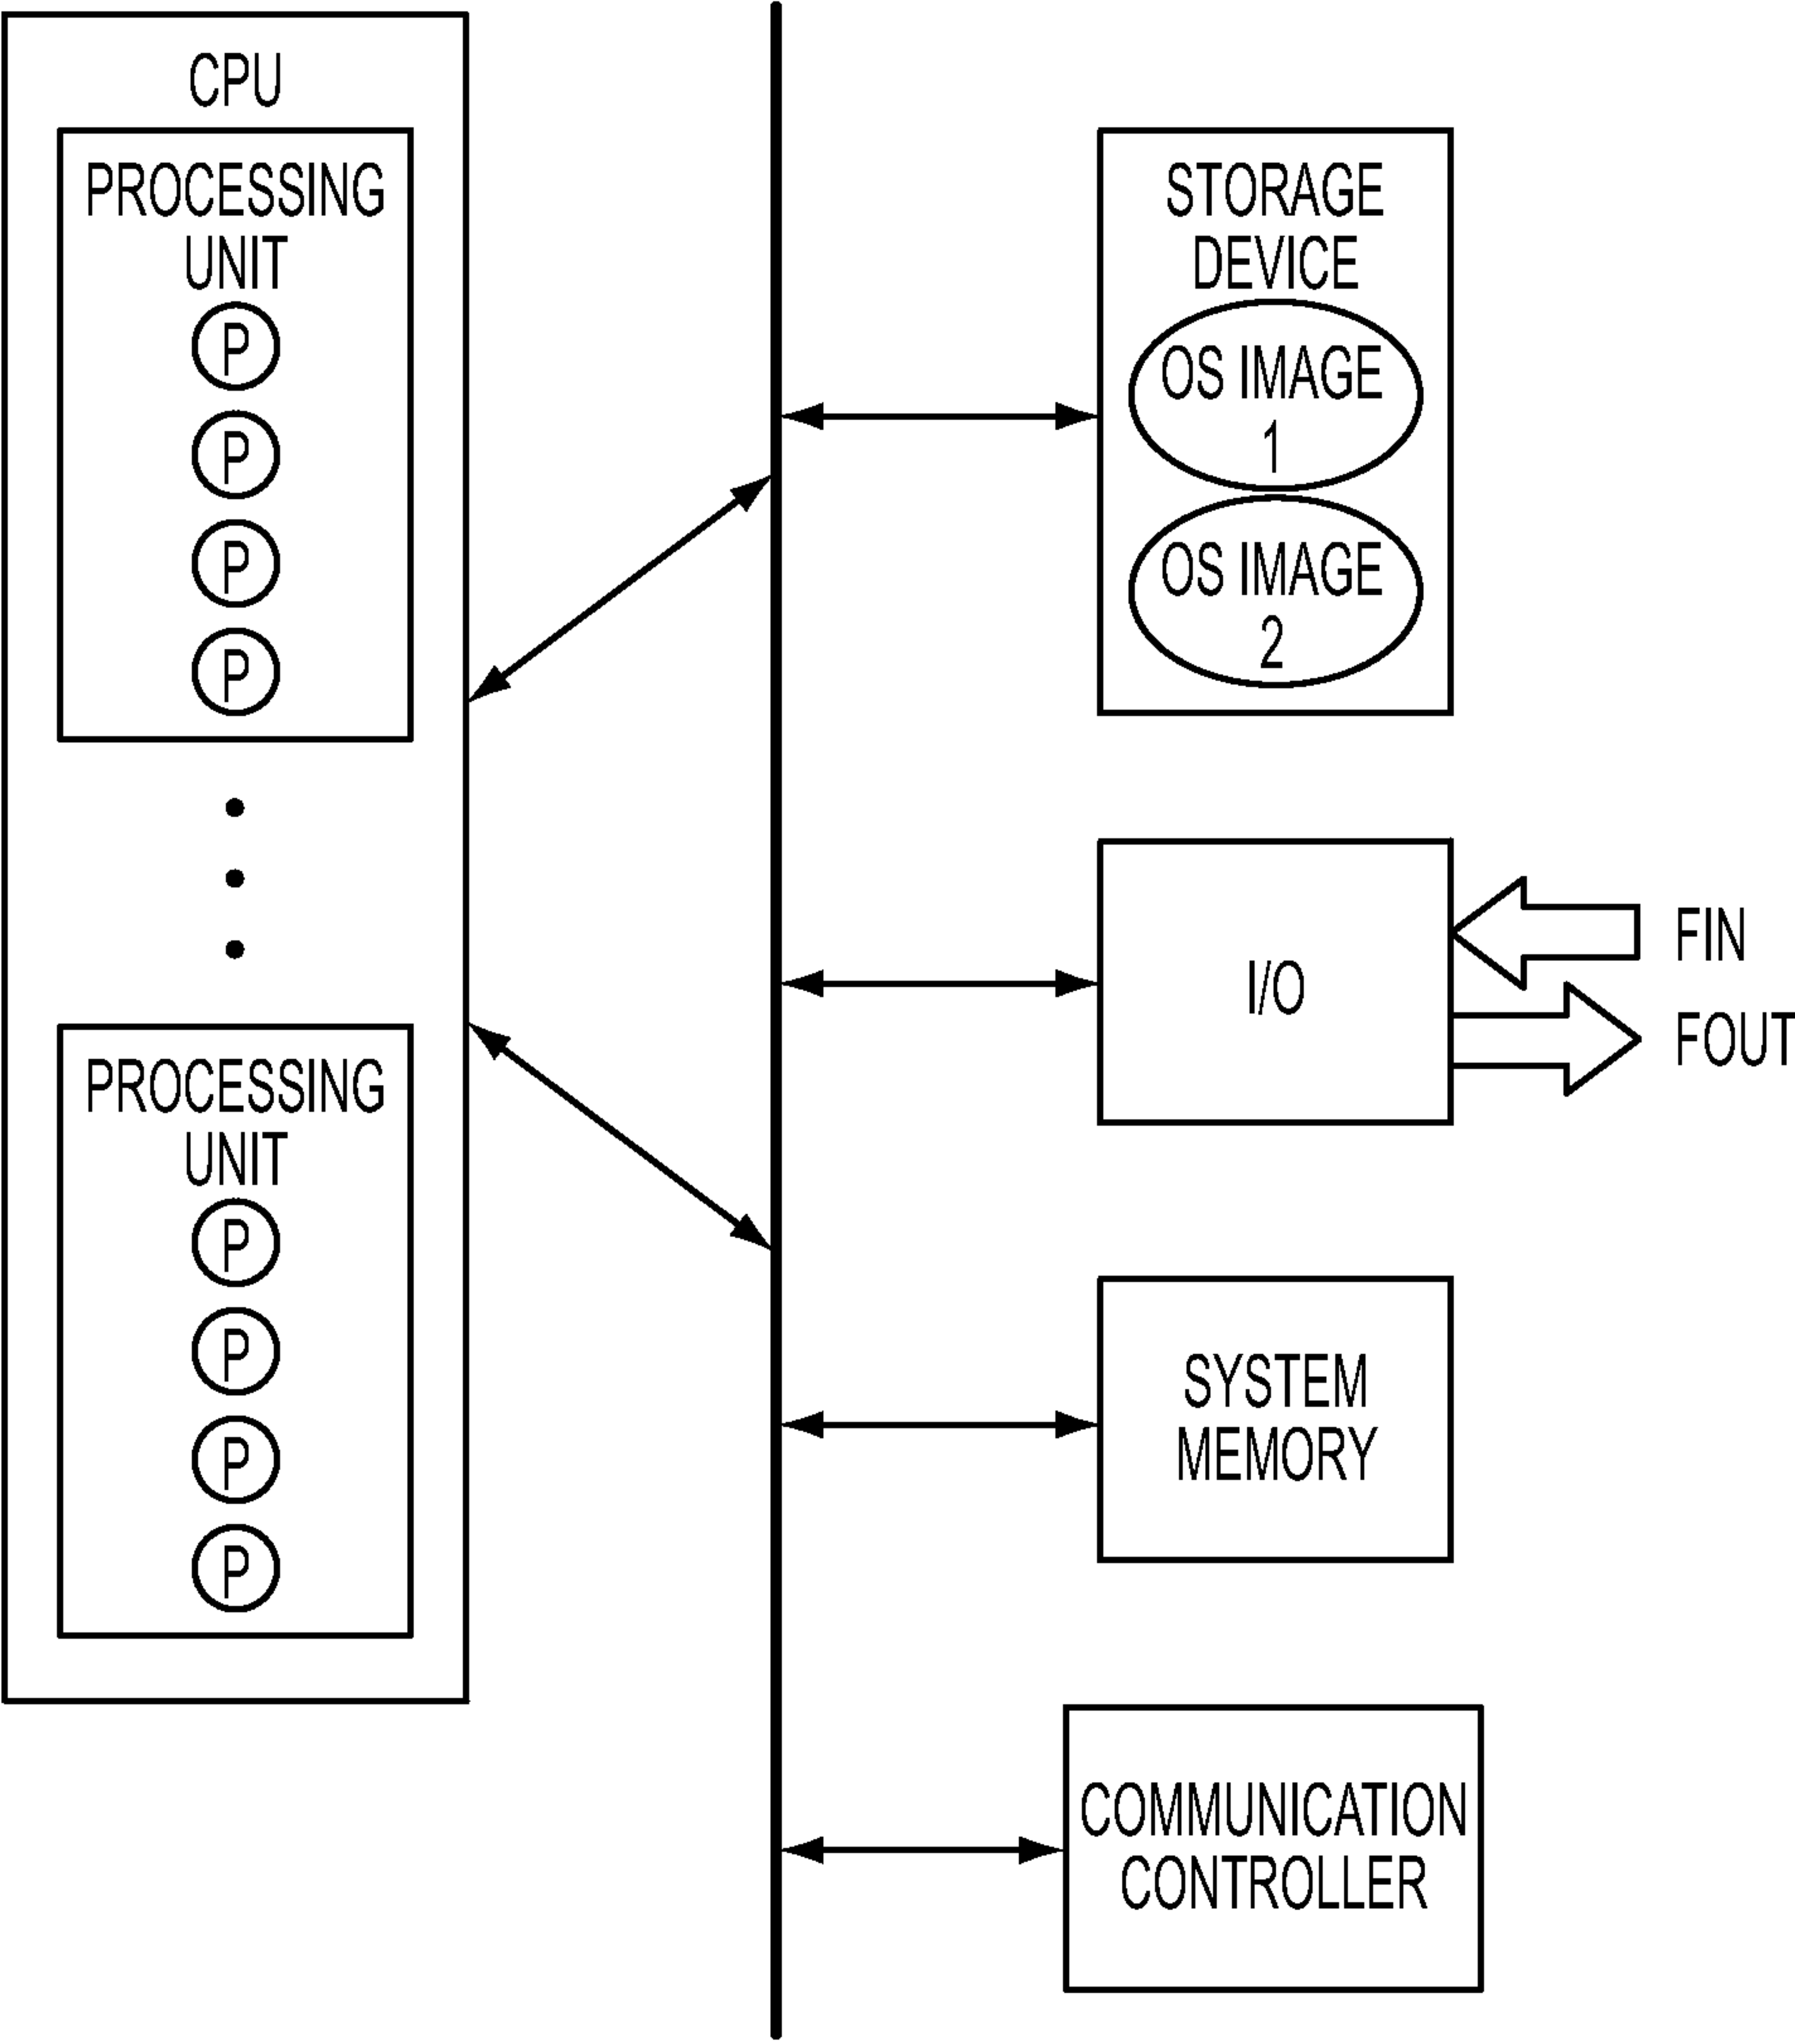 CPU
PROCESSING
UNIT
P
P
P
P
PROCESSING
UNIT
P
P
P
P
STORAGE
DEVICE
OS IMAGE
1
OS IMAGE
2
I/O
FIN
FOUT
SYSTEM
MEMORY
COMMUNICATION
CONTROLLER